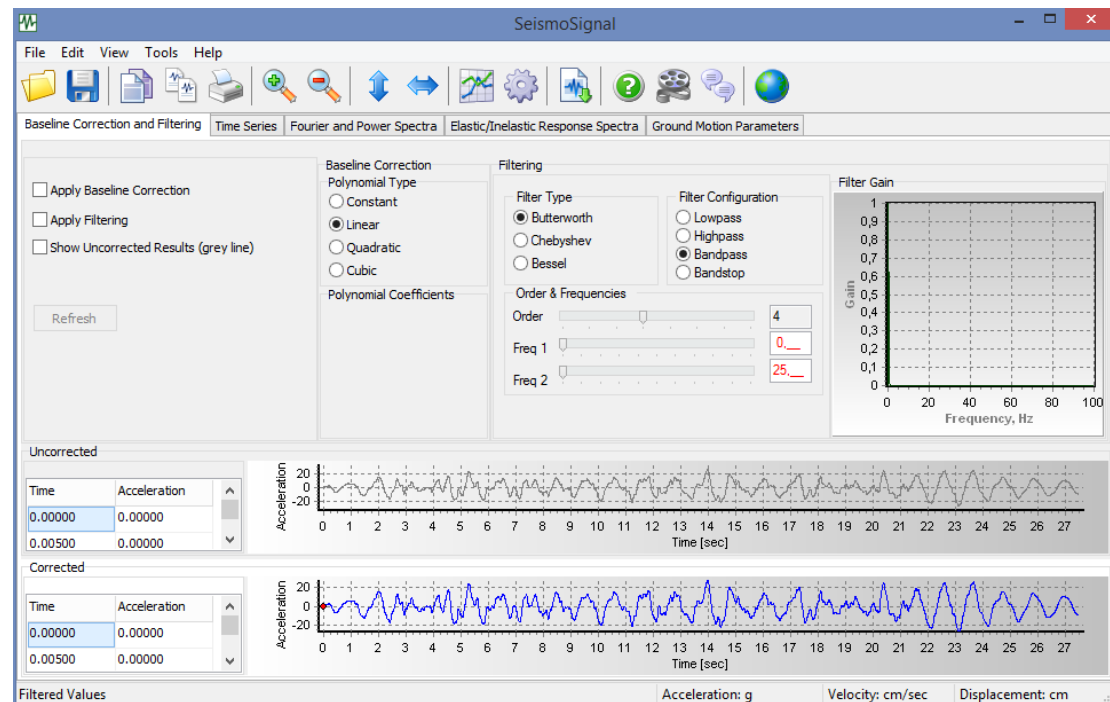 SeismoSignal
File Edit View Tools Help
Baseline Correction and Filtering Time Series Fourier and Power Spectra Elastic/Inelastic Response Spectra Ground Motion Parameters
Apply Baseline Correction
Apply Filtering
Show Uncorrected Results (grey line)
Refresh
Baseline Correction
Polynomial Type
Constant
Linear
Quadratic
Cubic
Polynomial Coefficients
Filtering
Filter Type
Butterworth
Chebyshev
Bessel
Filter Configuration
Lowpass
Highpass
Bandpass
Bandstop
Order & Frequencies
Order 4
Freq 1 0,__
Freq 2 25,__
Filter Gain
Gain
1
0,9
0,8
0,7
0,6
0,5
0,4
0,3
0,2
0,1
0
0 20 40 60 80 100
Frequency, Hz
Uncorrected
Time Acceleration
0.00000 0.00000
0.00500 0.00000
Acceleration
20
0
-20
0 1 2 3 4 5 6 7 8 9 10 11 12 13 14 15 16 17 18 19 20 21 22 23 24 25 26 27
Time [sec]
Corrected
Time Acceleration
0.00000 0.00000
0.00500 0.00000
Acceleration
20
0
-20
0 1 2 3 4 5 6 7 8 9 10 11 12 13 14 15 16 17 18 19 20 21 22 23 24 25 26 27
Time [sec]
Filtered Values Acceleration: g Velocity: cm/sec Displacement: cm